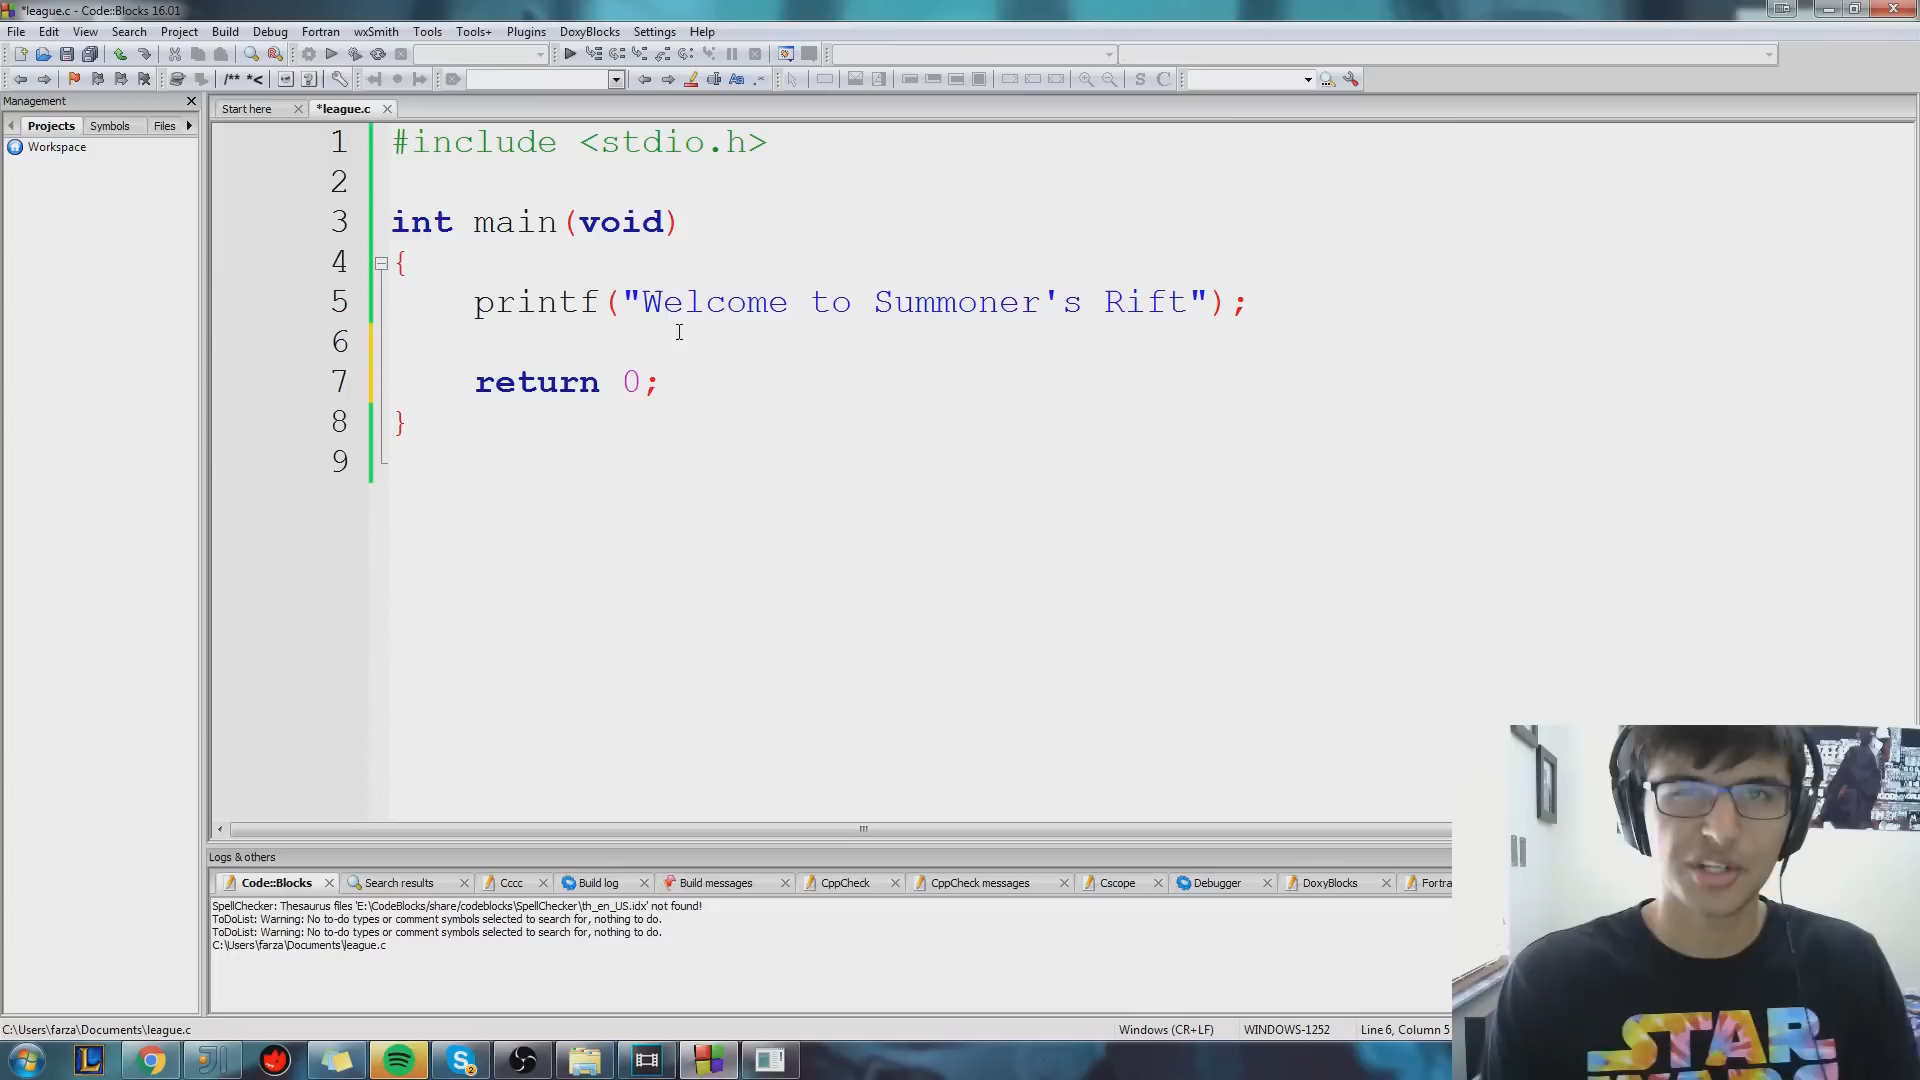 *league.c - Code::Blocks 16.01
File Edit View Search Project Build Debug Fortran wxSmith Tools Tools+ Plugins DoxyBlocks Settings Help
/** *<
Management
Start here *league.c
Projects Symbols Files
Workspace
1 #include <stdio.h>
2
3 int main(void)
4 {
5 printf("Welcome to Summoner's Rift");
6
7 return 0;
8 }
9
Logs & others
Code::Blocks Search results Cccc Build log Build messages CppCheck CppCheck messages Cscope Debugger DoxyBlocks Fortra
SpellChecker: Thesaurus files 'E:\CodeBlocks/share/codeblocks\SpellChecker\th_en_US.idx' not found!
ToDoList: Warning: No to-do types or comment symbols selected to search for, nothing to do.
ToDoList: Warning: No to-do types or comment symbols selected to search for, nothing to do.
C:\Users\farza\Documents\league.c
C:\Users\farza\Documents\league.c Windows (CR+LF) WINDOWS-1252 Line 6, Column 5
STAR